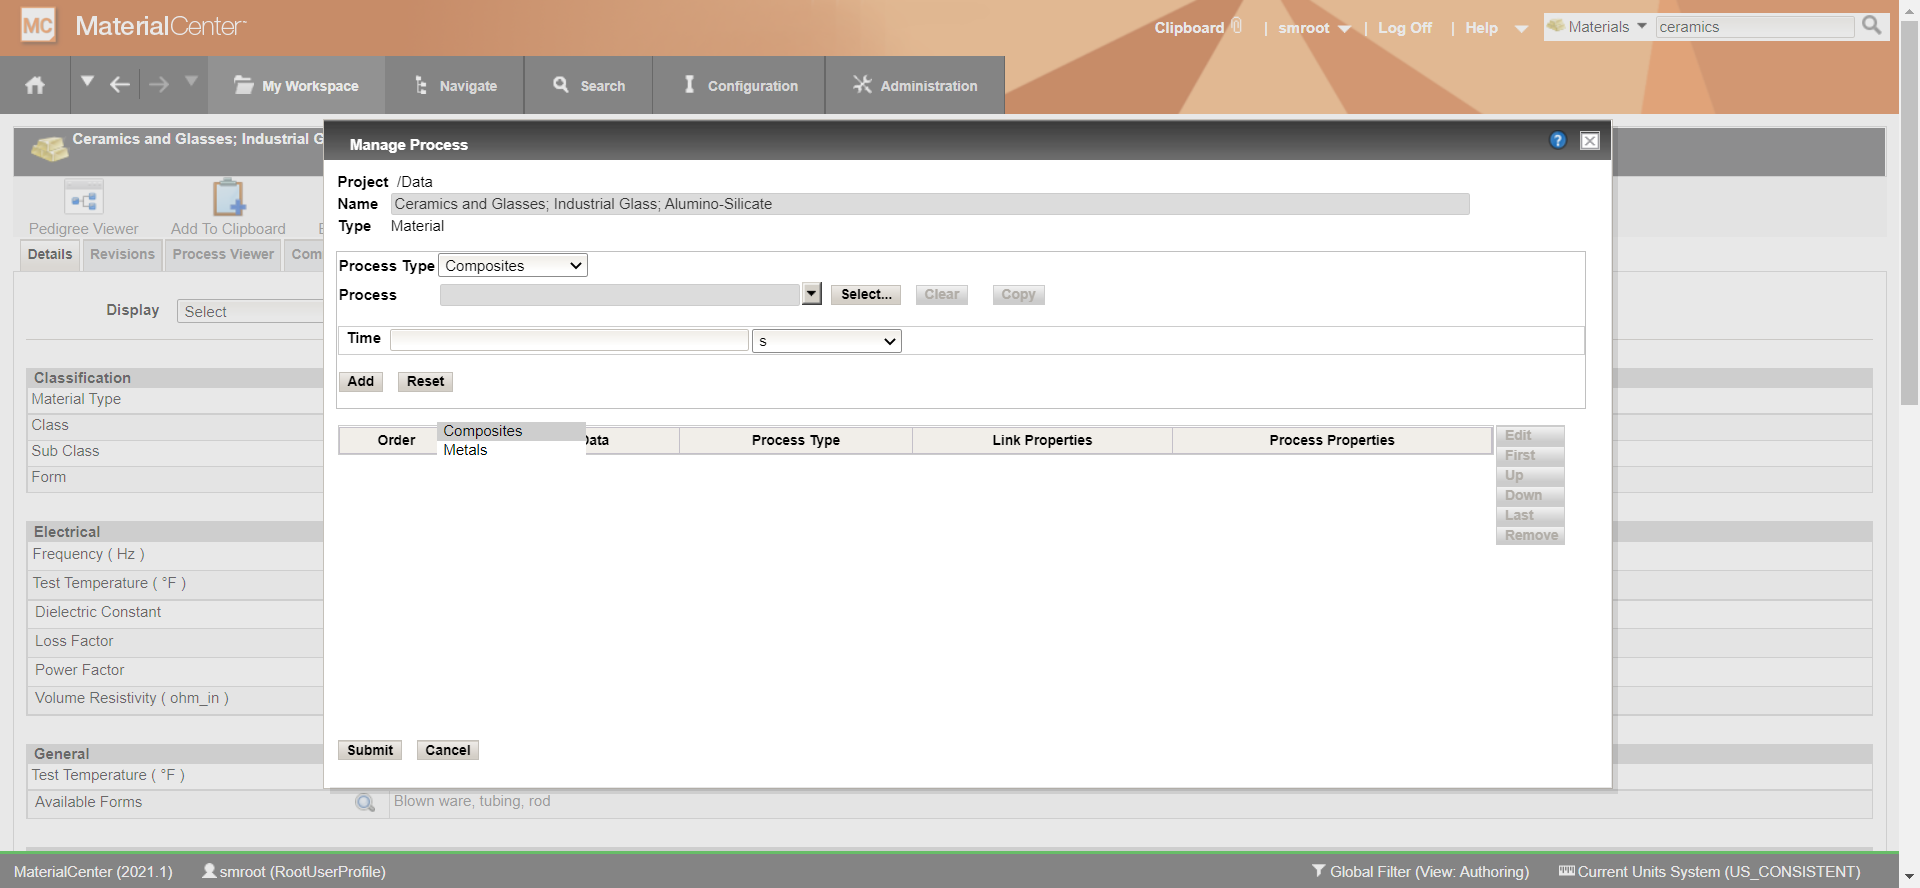 MC MaterialCenter
Clipboard | smroot | Log Off | Help Materials ceramics
My Workspace Navigate Search Configuration Administration
Ceramics and Glasses; Industrial G
Pedigree Viewer Add To Clipboard
Details Revisions Process Viewer Com
Display Select
Classification
Material Type
Class
Sub Class
Form
Electrical
Frequency ( Hz )
Test Temperature ( °F )
Dielectric Constant
Loss Factor
Power Factor
Volume Resistivity ( ohm_in )
General
Test Temperature ( °F )
Available Forms Blown ware, tubing, rod
Manage Process ?
Project /Data
Name Ceramics and Glasses; Industrial Glass; Alumino-Silicate
Type Material
Process Type Composites
Process Select... Clear Copy
Time s
Add Reset
Order Data Process Type Link Properties Process Properties
Composites
Metals
Edit
First
Up
Down
Last
Remove
Submit Cancel
MaterialCenter (2021.1) smroot (RootUserProfile) Global Filter (View: Authoring) Current Units System (US_CONSISTENT)